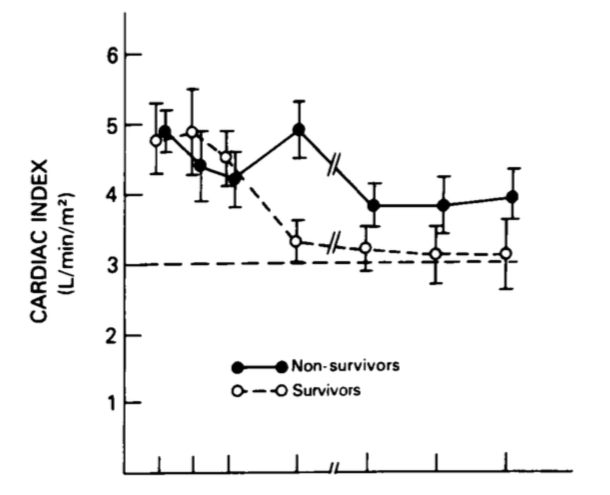 6
5
4
3
2
1
CARDIAC INDEX
(L/min/m²)
Non-survivors
Survivors